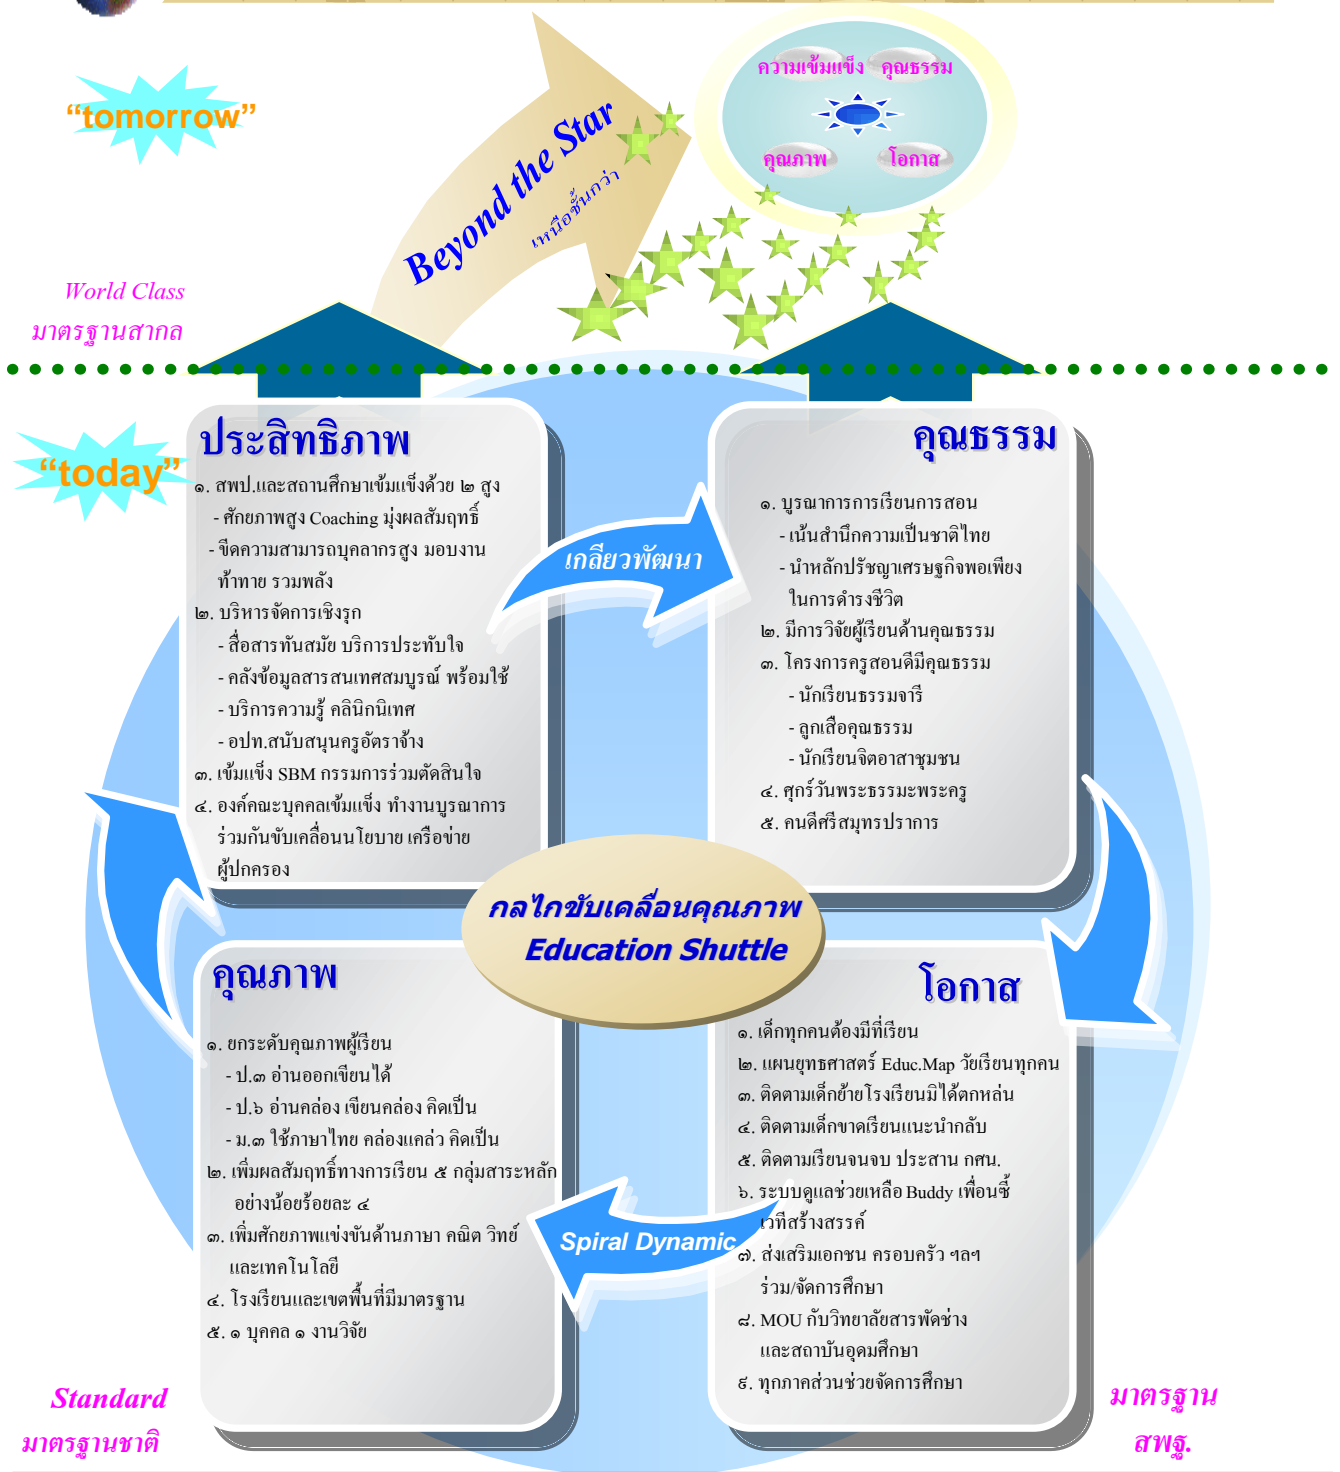 ความเข้มแข็ง คุณธรรม
คุณภาพ โอกาส
“tomorrow”
Beyond the Star
เหนือชั้นกว่า
World Class
มาตรฐานสากล
“today”
ประสิทธิภาพ
๑. สพป.และสถานศึกษาเข้มแข็งด้วย ๒ สูง
- ศักยภาพสูง Coaching มุ่งผลสัมฤทธิ์
- ขีดความสามารถบุคลากรสูง มอบงาน
ท้าทาย รวมพลัง
๒. บริหารจัดการเชิงรุก
- สื่อสารทันสมัย บริการประทับใจ
- คลังข้อมูลสารสนเทศสมบูรณ์ พร้อมใช้
- บริการความรู้ คลินิกนิเทศ
- อปท.สนับสนุนครูอัตราจ้าง
๓. เข้มแข็ง SBM กรรมการร่วมตัดสินใจ
๔. องค์คณะบุคคลเข้มแข็ง ทำงานบูรณาการ
ร่วมกันขับเคลื่อนนโยบาย เครือข่าย
ผู้ปกครอง
เกลียวพัฒนา
คุณธรรม
๑. บูรณาการการเรียนการสอน
- เน้นสำนึกความเป็นชาติไทย
- นำหลักปรัชญาเศรษฐกิจพอเพียง
ในการดำรงชีวิต
๒. มีการวิจัยผู้เรียนด้านคุณธรรม
๓. โครงการครูสอนดีมีคุณธรรม
- นักเรียนธรรมจารี
- ลูกเสือคุณธรรม
- นักเรียนจิตอาสาชุมชน
๔. ศุกร์วันพระธรรมะพระครู
๕. คนดีศรีสมุทรปราการ
กลไกขับเคลื่อนคุณภาพ
Education Shuttle
คุณภาพ
๑. ยกระดับคุณภาพผู้เรียน
- ป.๓ อ่านออกเขียนได้
- ป.๖ อ่านคล่อง เขียนคล่อง คิดเป็น
- ม.๓ ใช้ภาษาไทย คล่องแคล่ว คิดเป็น
๒. เพิ่มผลสัมฤทธิ์ทางการเรียน ๕ กลุ่มสาระหลัก
อย่างน้อยร้อยละ ๔
๓. เพิ่มศักยภาพแข่งขันด้านภาษา คณิต วิทย์
และเทคโนโลยี
๔. โรงเรียนและเขตพื้นที่มีมาตรฐาน
๕. ๑ บุคคล ๑ งานวิจัย
Spiral Dynamic
โอกาส
๑. เด็กทุกคนต้องมีที่เรียน
๒. แผนยุทธศาสตร์ Educ.Map วัยเรียนทุกคน
๓. ติดตามเด็กย้ายโรงเรียนมิได้ตกหล่น
๔. ติดตามเด็กขาดเรียนแนะนำกลับ
๕. ติดตามเรียนจนจบ ประสาน กศน.
๖. ระบบดูแลช่วยเหลือ Buddy เพื่อนซี้
เวทีสร้างสรรค์
๗. ส่งเสริมเอกชน ครอบครัว ฯลฯ
ร่วม/จัดการศึกษา
๘. MOU กับวิทยาลัยสารพัดช่าง
และสถาบันอุดมศึกษา
๙. ทุกภาคส่วนช่วยจัดการศึกษา
Standard
มาตรฐานชาติ
มาตรฐาน
สพฐ.